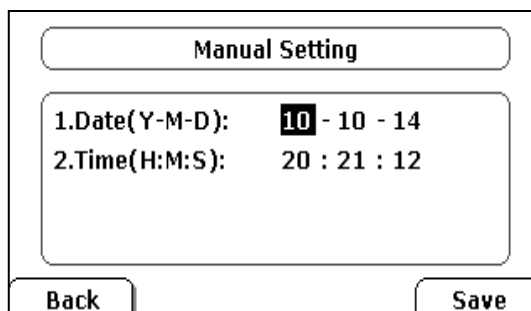 Manual Setting
1.Date(Y-M-D): 10 - 10 - 14
2.Time(H:M:S): 20 : 21 : 12
Back Save